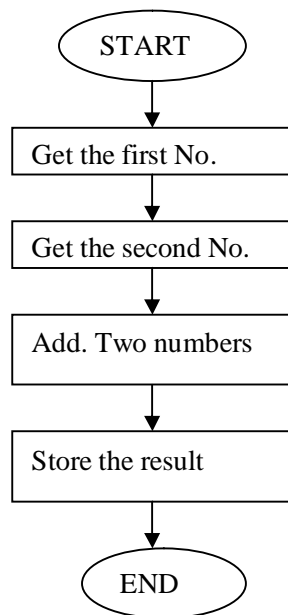 START
Get the first No.
Get the second No.
Add. Two numbers
Store the result
END